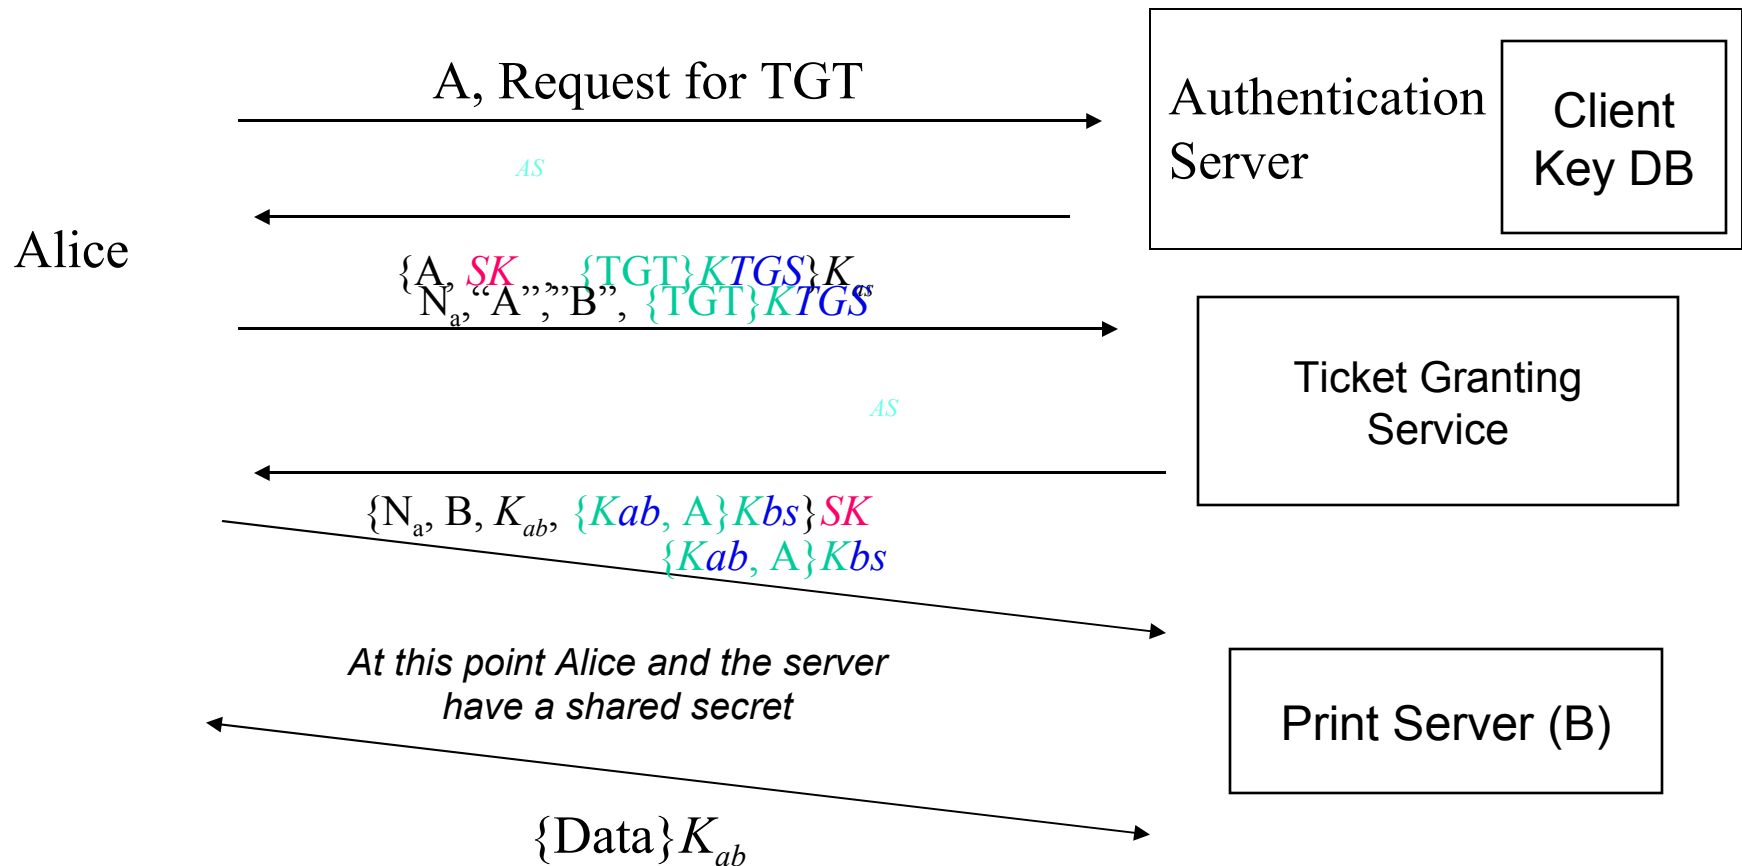 A, Request for TGT
Authentication
Server
Client
Key DB
AS
Alice
{A, SK , {TGT}KTGS}Kas
Na,“A”,”B”, {TGT}KTGS
Ticket Granting
Service
AS
{Na, B, Kab, {Kab, A}Kbs}SK
{Kab, A}Kbs
At this point Alice and the server
have a shared secret
Print Server (B)
{Data}Kab